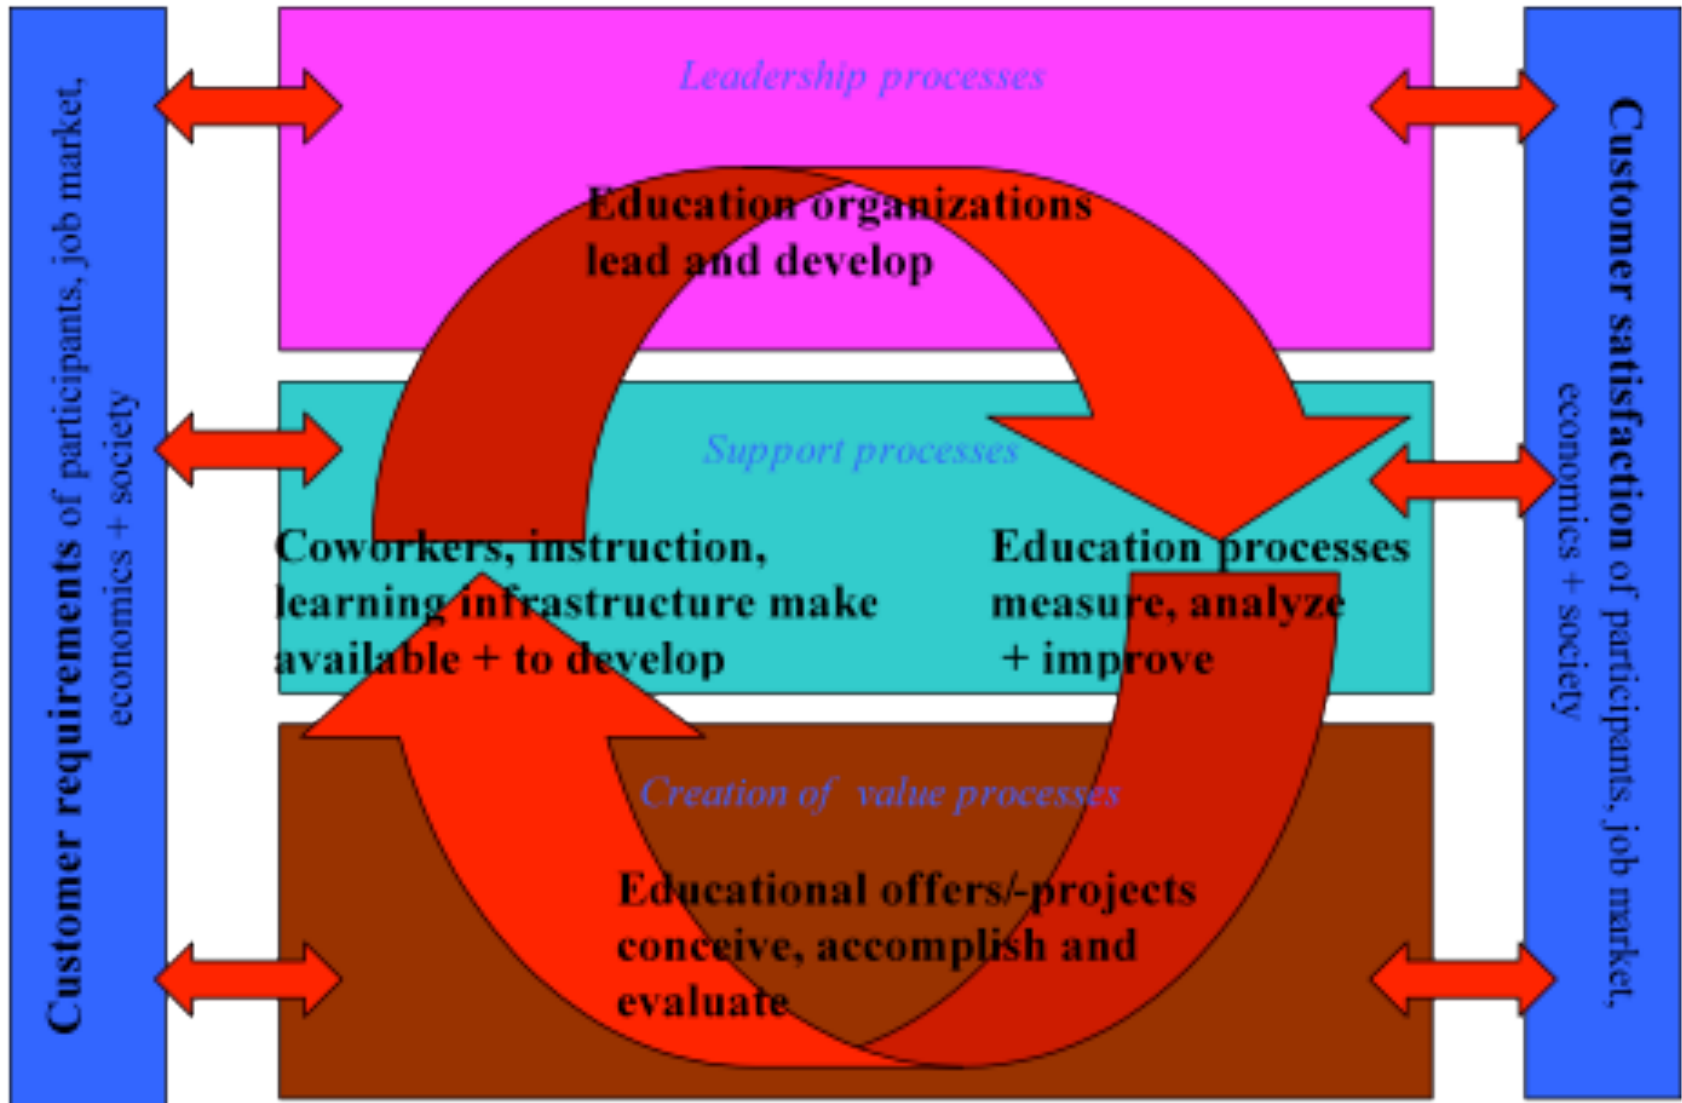 Customer requirements of participants, job market,
economics + society
Leadership processes
Education organizations
lead and develop
Support processes
Coworkers, instruction,
learning infrastructure make
available + to develop
Education processes
measure, analyze
+ improve
Creation of value processes
Educational offers/-projects
conceive, accomplish and
evaluate
Customer satisfaction of participants, job market,
economics + society